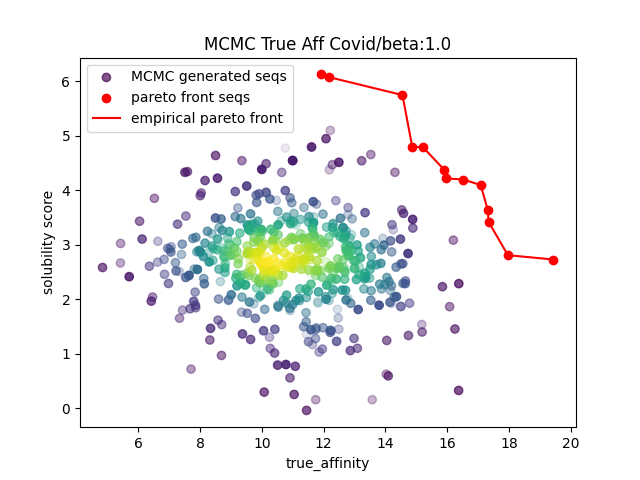 MCMC True Aff Covid/beta:1.0
MCMC generated seqs
pareto front seqs
empirical pareto front
solubility score
6
5
4
3
2
1
0
6 8 10 12 14 16 18 20
true_affinity